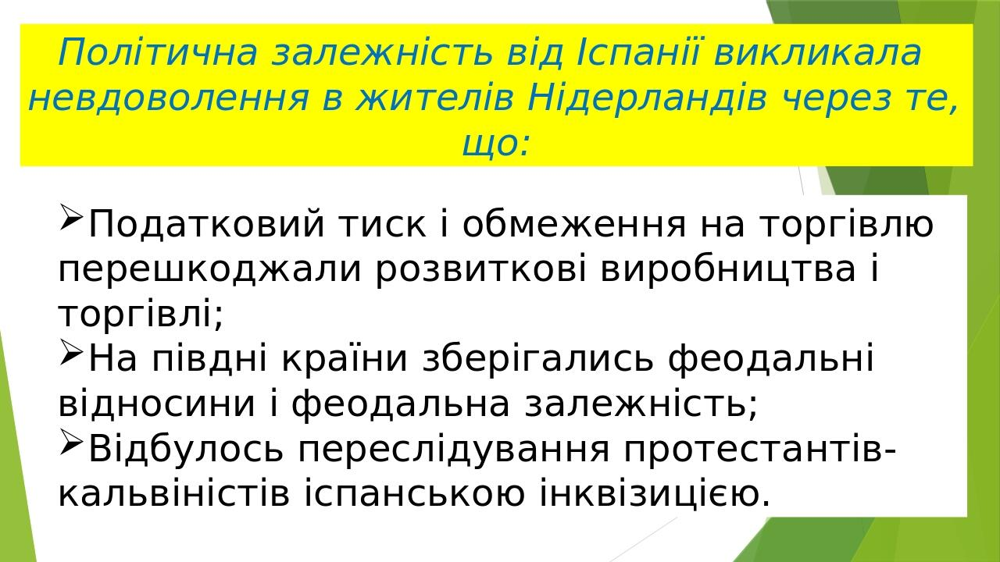 Політична залежність від Іспанії викликала
невдоволення в жителів Нідерландів через те,
що:
➢Податковий тиск і обмеження на торгівлю
перешкоджали розвиткові виробництва і
торгівлі;
➢На півдні країни зберігались феодальні
відносини і феодальна залежність;
➢Відбулось переслідування протестантів-
кальвіністів іспанською інквізицією.